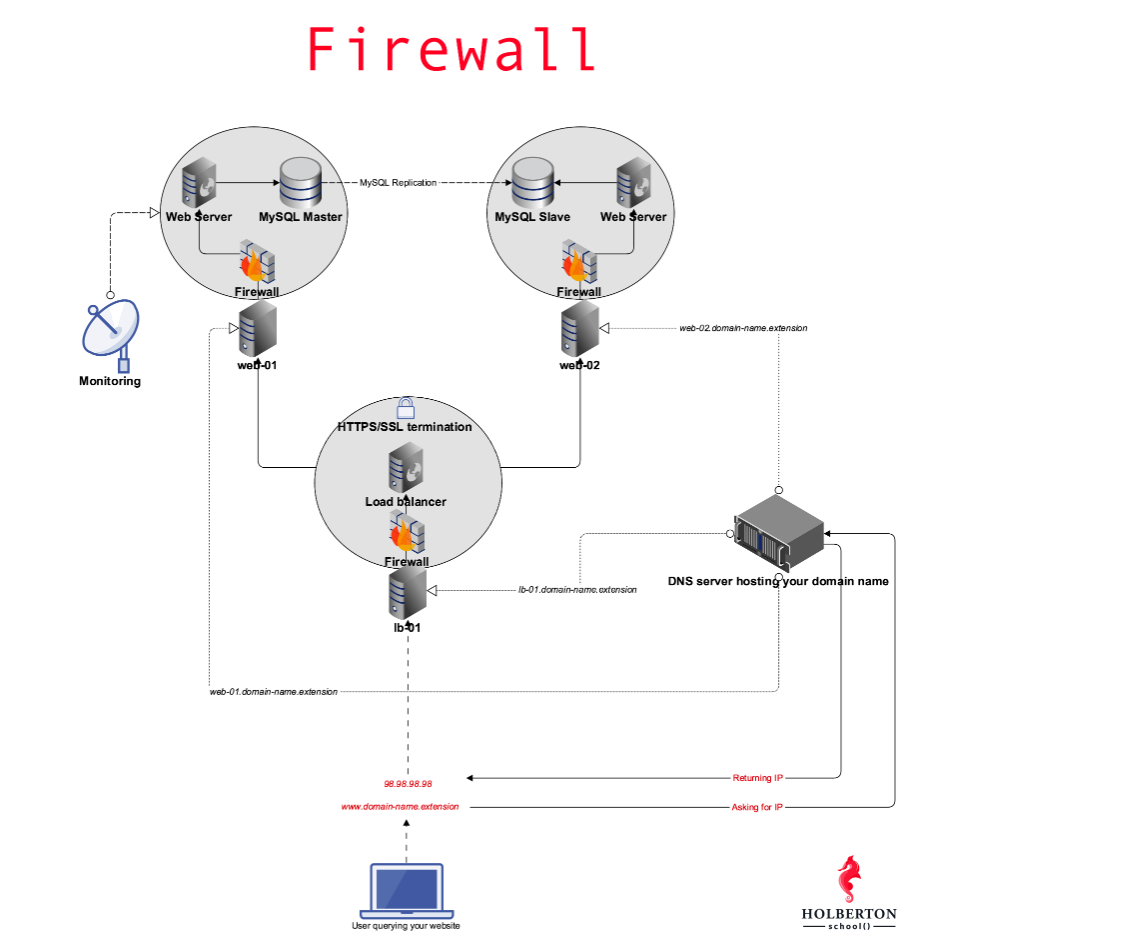 Firewall
Web Server
MySQL Master
MySQL Replication
MySQL Slave
Web Server
Firewall
Firewall
web-01
web-02
web-02.domain-name.extension
Monitoring
HTTPS/SSL termination
Load balancer
Firewall
lb-01
lb-01.domain-name.extension
DNS server hosting your domain name
web-01.domain-name.extension
98.98.98.98
Returning IP
www.domain-name.extension
Asking for IP
User querying your website
HOLBERTON
school()